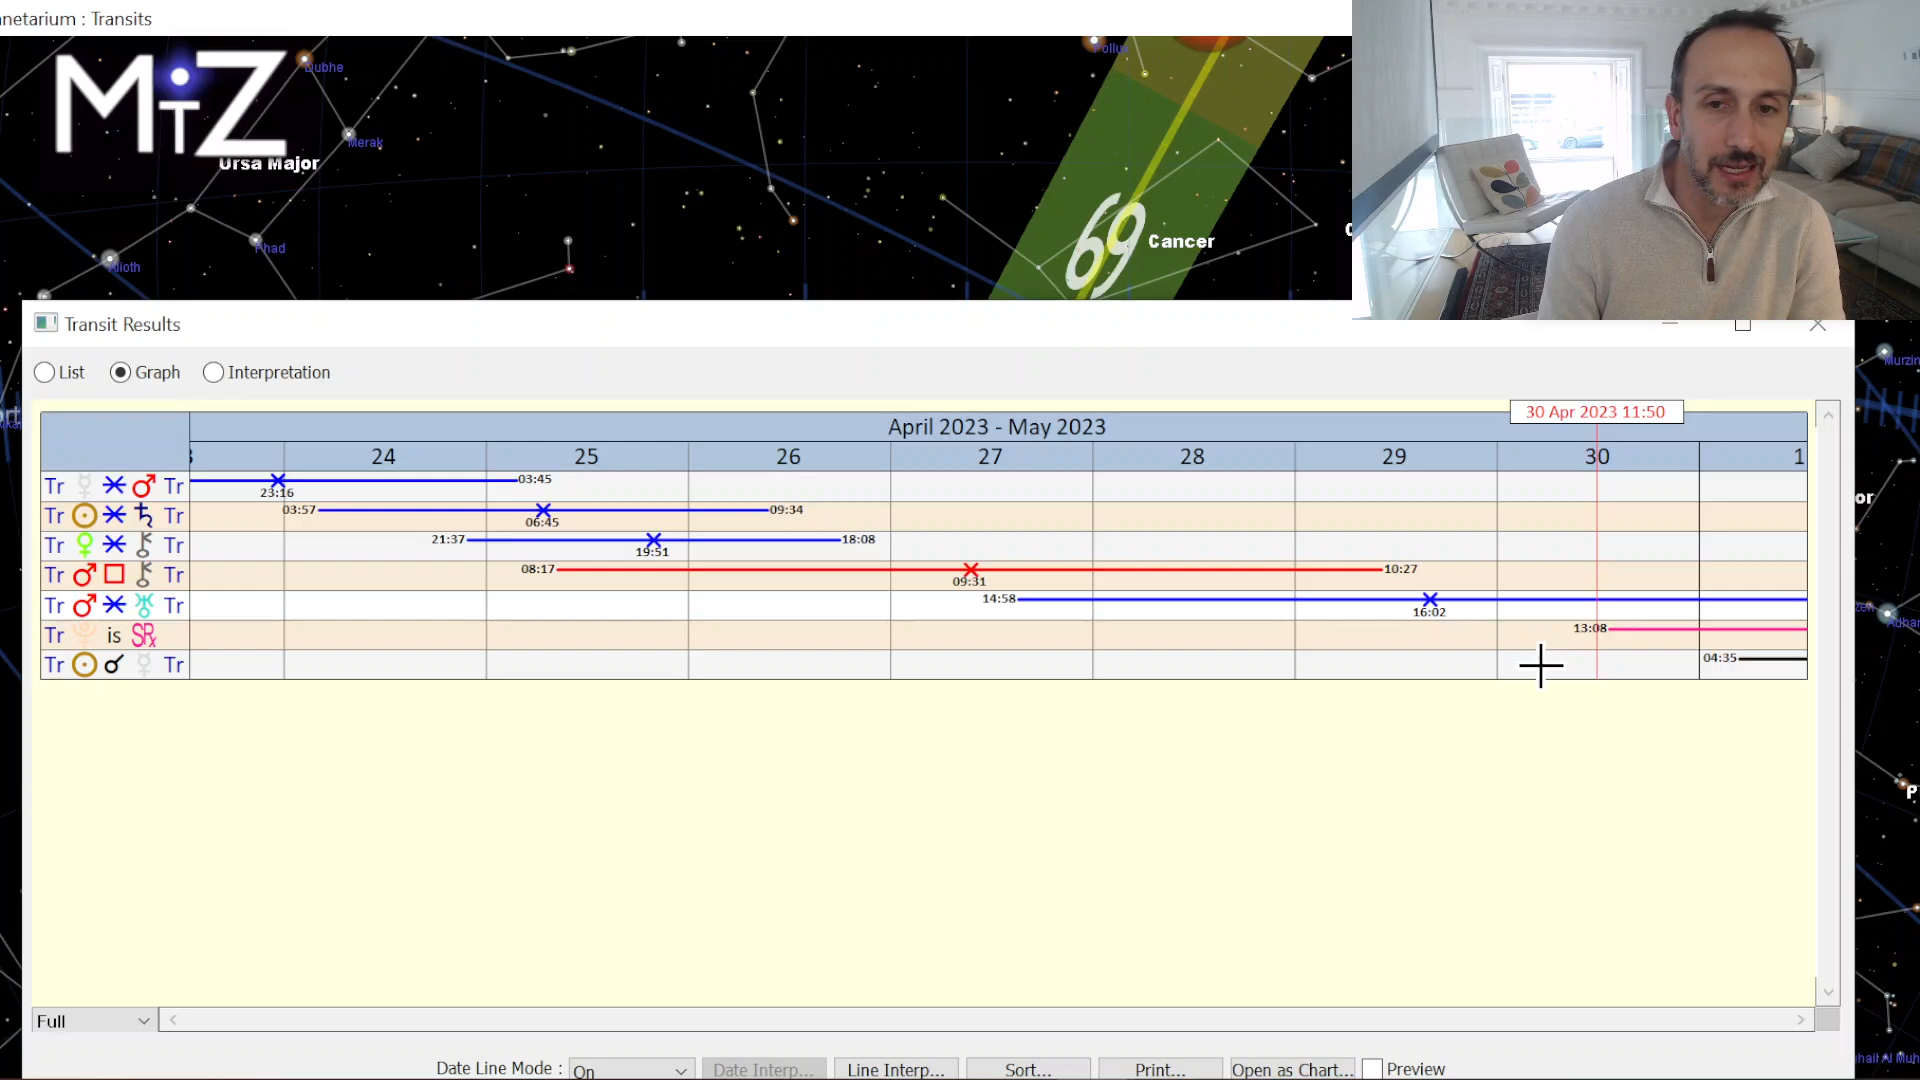 netarium : Transits
MTZ
Dubhe
Pollu
Merak
Ursa Major
Cancer
Phad
Alioth
Transit Results
List
Graph
Interpretation
Murzin
30 Apr 2023 11:50
April 2023 - May 2023
24 25 26 27 28 29 30 1
Tr Tr 23:16 03:45
Tr Tr 03:57 06:45 09:34
Tr Tr 21:37 19:51 18:08
Tr Tr 08:17 09:31 10:27
Tr Tr 14:58 16:02
Tr is SRx 13:08
Tr Tr 04:35
Adhar
Full
Date Line Mode : On Date Interp... Line Interp... Sort... Print... Open as Chart... Preview